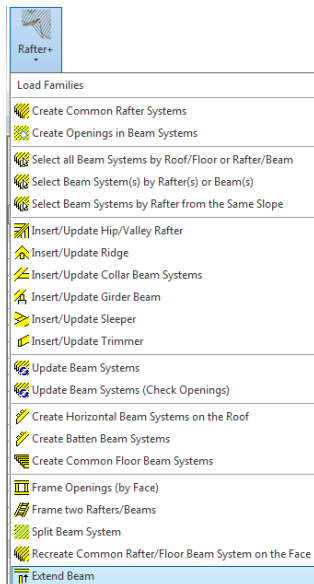 Rafter+
Load Families
Create Common Rafter Systems
Create Openings in Beam Systems
Select all Beam Systems by Roof/Floor or Rafter/Beam
Select Beam System(s) by Rafter(s) or Beam(s)
Select Beam Systems by Rafter from the Same Slope
Insert/Update Hip/Valley Rafter
Insert/Update Ridge
Insert/Update Collar Beam Systems
Insert/Update Girder Beam
Insert/Update Sleeper
Insert/Update Trimmer
Update Beam Systems
Update Beam Systems (Check Openings)
Create Horizontal Beam Systems on the Roof
Create Batten Beam Systems
Create Common Floor Beam Systems
Frame Openings (by Face)
Frame two Rafters/Beams
Split Beam System
Recreate Common Rafter/Floor Beam System on the Face
Extend Beam